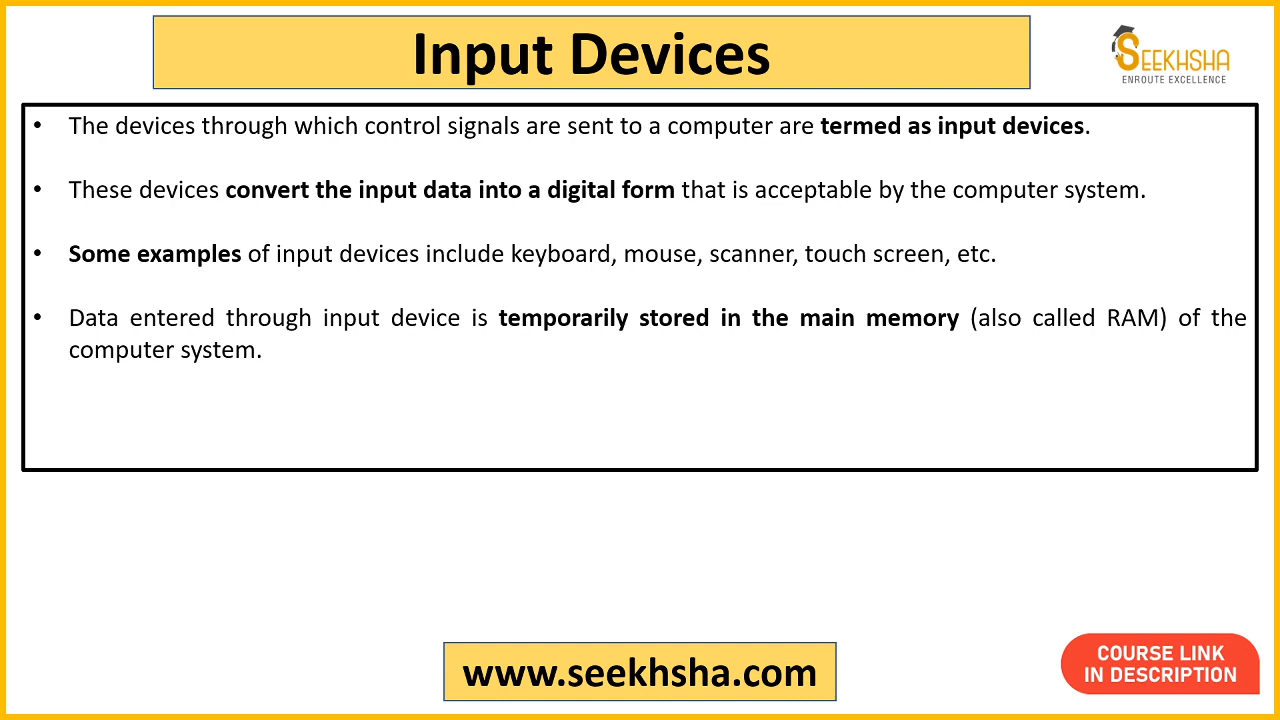 Input Devices
SEEKHSHA
ENROUTE EXCELLENCE
• The devices through which control signals are sent to a computer are termed as input devices.
• These devices convert the input data into a digital form that is acceptable by the computer system.
• Some examples of input devices include keyboard, mouse, scanner, touch screen, etc.
• Data entered through input device is temporarily stored in the main memory (also called RAM) of the
computer system.
www.seekhsha.com
COURSE LINK
IN DESCRIPTION